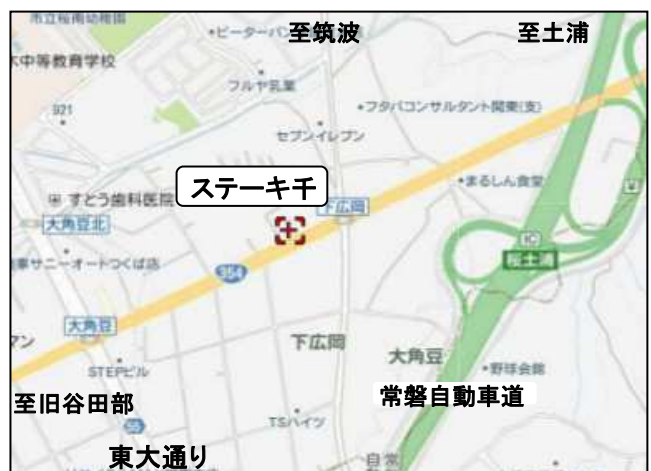 市立桜南幼稚園
至筑波
至土浦
中等教育学校
フルヤ乳業
921
フタバコンサルタント関東(支)
セブンイレブン
ステーキ千
まるしん食堂
すとう歯科医院
下広岡
大角豆北
IC
桜土浦
サニーオートつくば店
354
大角豆
下広岡
大角豆
STEPビル
野球会館
至旧谷田部
常磐自動車道
55
TSハイツ
東大通り